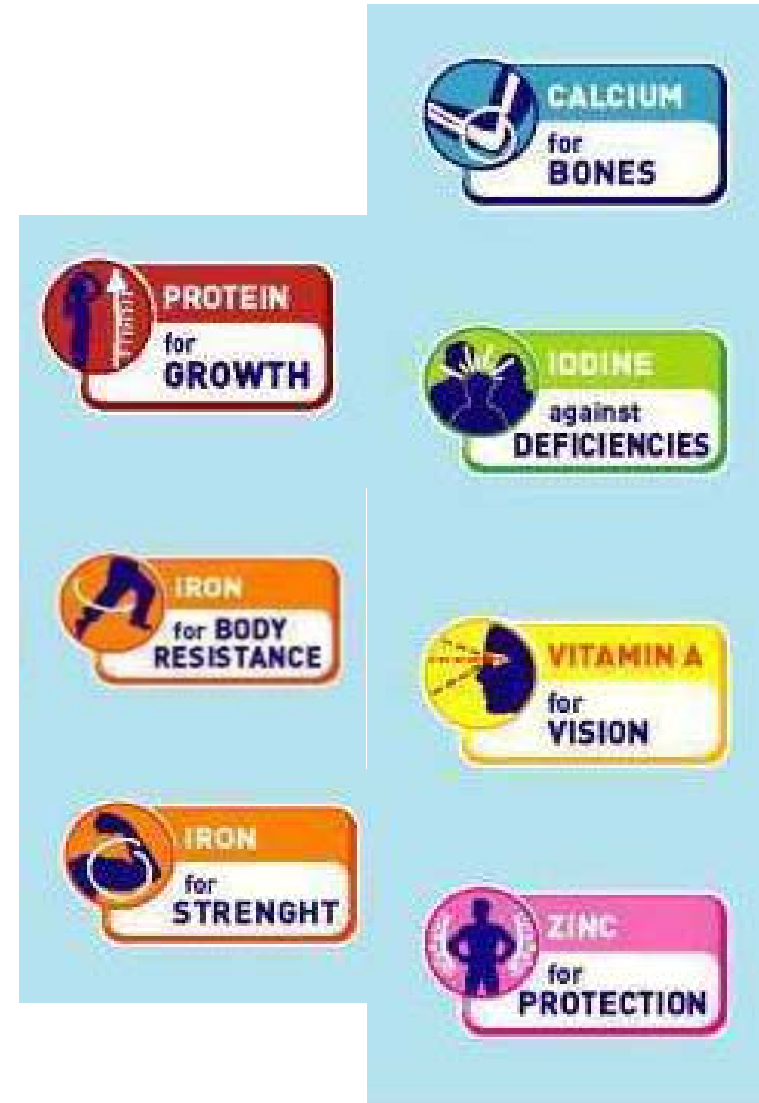 CALCIUM
for
BONES
PROTEIN
for
GROWTH
IODINE
against
DEFICIENCIES
IRON
for BODY
RESISTANCE
VITAMIN A
for
VISION
IRON
for
STRENGHT
ZINC
for
PROTECTION